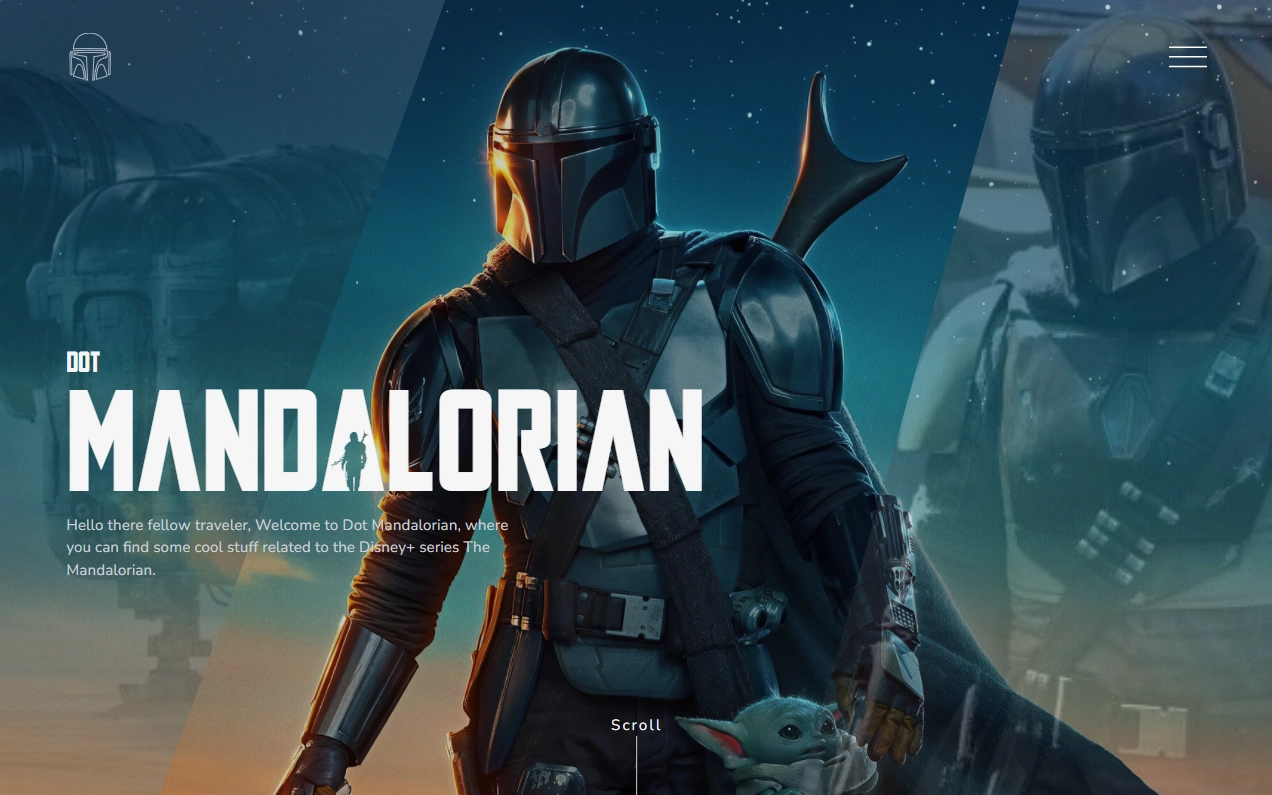 DOT
MANDALORIAN
Hello there fellow traveler, Welcome to Dot Mandalorian, where
you can find some cool stuff related to the Disney+ series The
Mandalorian.
Scroll